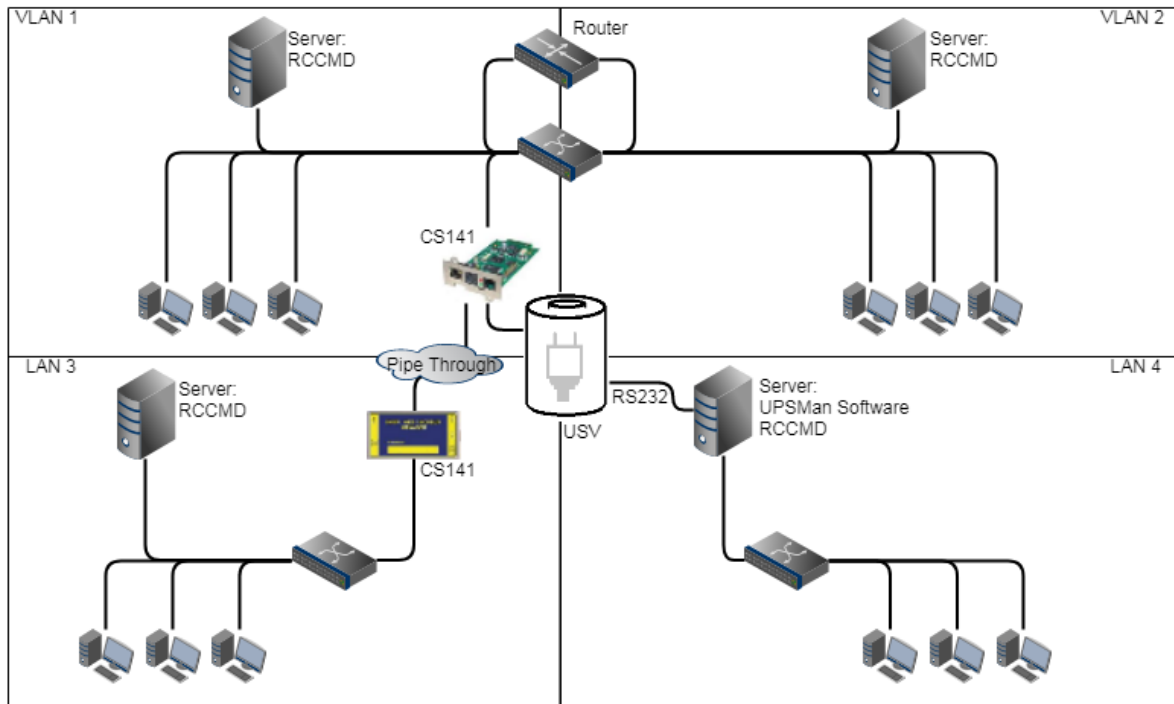 VLAN 1
VLAN 2
Router
Server:
RCCMD
Server:
RCCMD
CS141
LAN 3
Pipe Through
LAN 4
Server:
RCCMD
RS232
Server:
UPSMan Software
RCCMD
USV
CS141